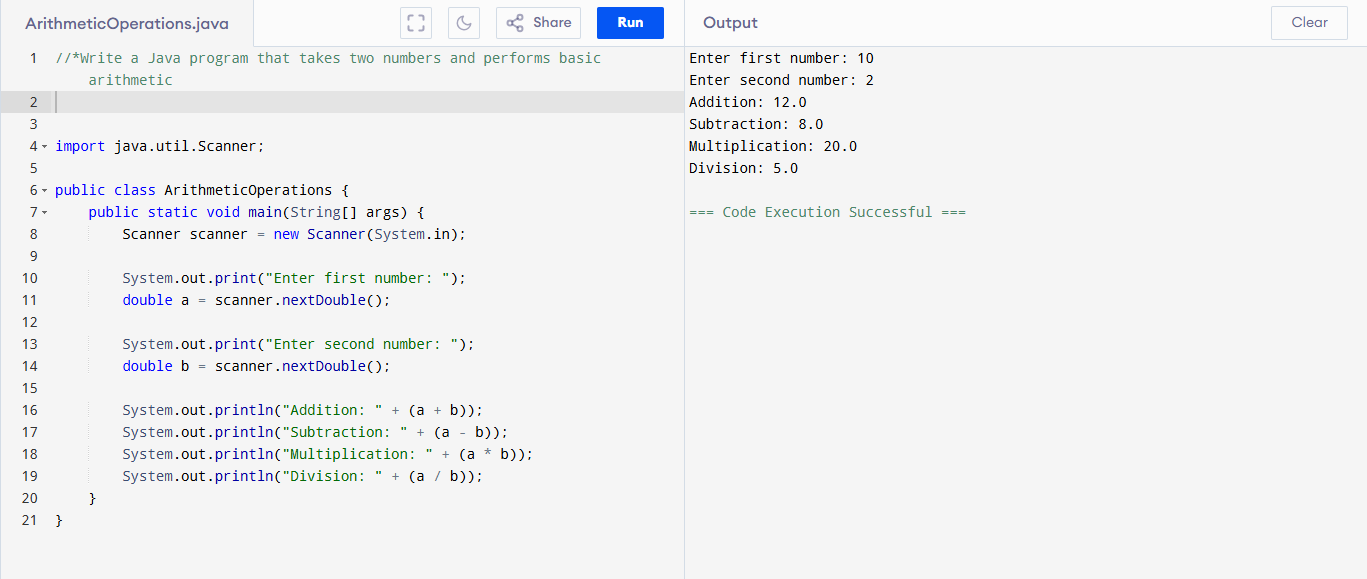 ArithmeticOperations.java
Share
Run
Output
Clear
1 //*Write a Java program that takes two numbers and performs basic
arithmetic
2
3
4 import java.util.Scanner;
5
6 public class ArithmeticOperations {
7     public static void main(String[] args) {
8         Scanner scanner = new Scanner(System.in);
9
10         System.out.print("Enter first number: ");
11         double a = scanner.nextDouble();
12
13         System.out.print("Enter second number: ");
14         double b = scanner.nextDouble();
15
16         System.out.println("Addition: " + (a + b));
17         System.out.println("Subtraction: " + (a - b));
18         System.out.println("Multiplication: " + (a * b));
19         System.out.println("Division: " + (a / b));
20     }
21 }
Enter first number: 10
Enter second number: 2
Addition: 12.0
Subtraction: 8.0
Multiplication: 20.0
Division: 5.0
=== Code Execution Successful ===